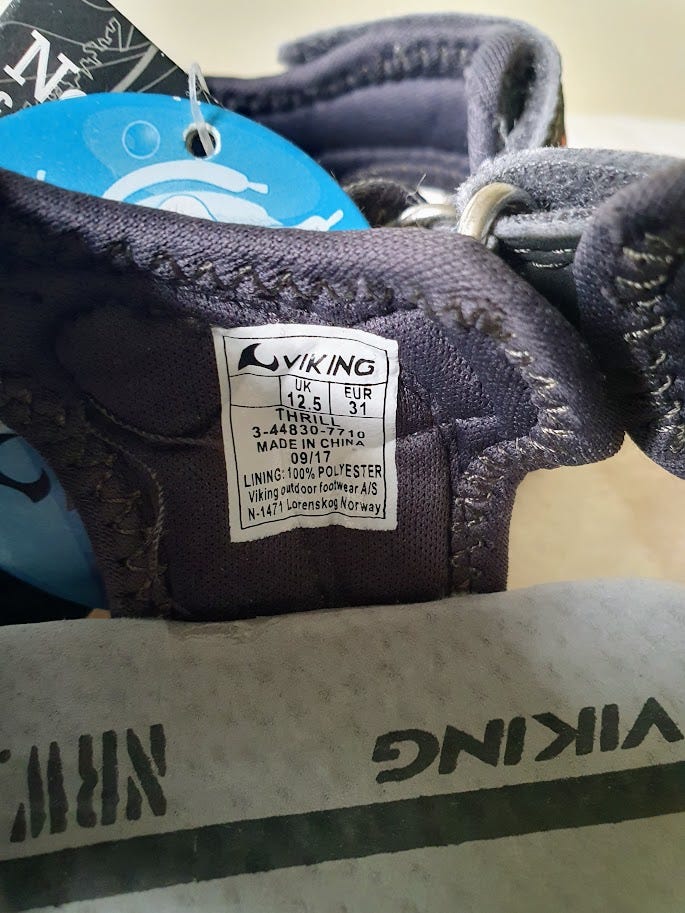 No
VIKING
UK
12.5
EUR
31
THRILL
3-44830-7710
MADE IN CHINA
09/17
LINING: 100% POLYESTER
Viking outdoor footwear A/S
N-1471 Lorenskog Norway
VIKING